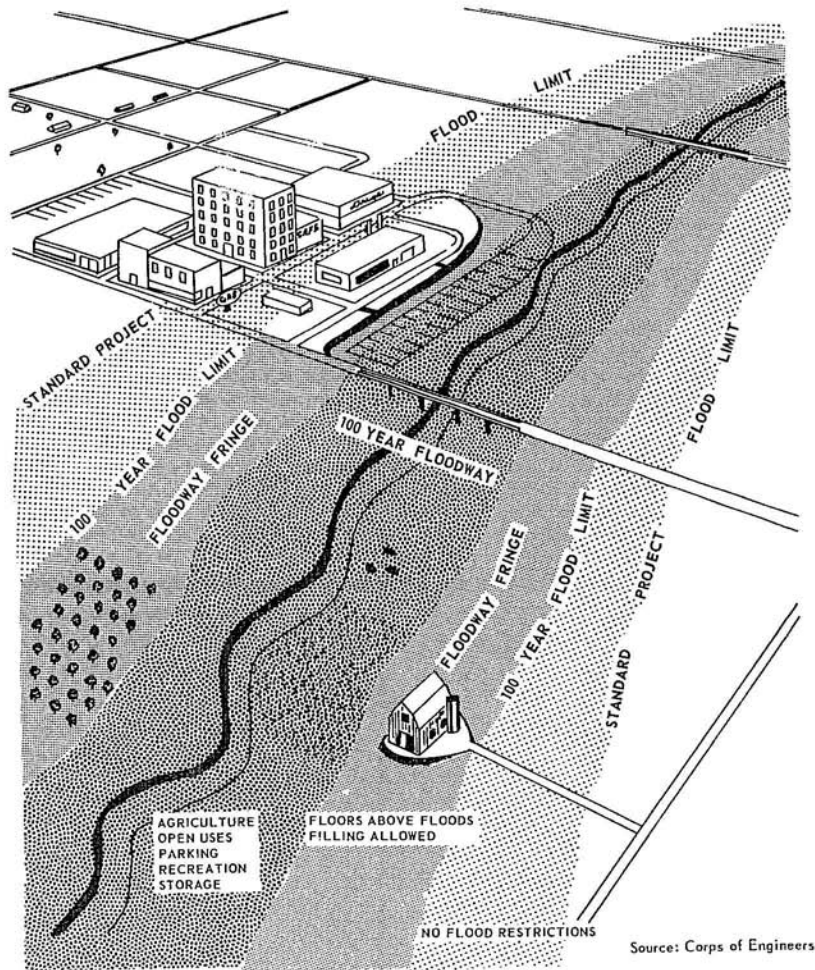 FLOOD LIMIT
CAFE
GAS
STANDARD PROJECT
100 YEAR FLOOD LIMIT
FLOODWAY FRINGE
100 YEAR FLOODWAY
FLOOD LIMIT
FLOODWAY FRINGE
100 YEAR FLOOD LIMIT
STANDARD PROJECT
AGRICULTURE
OPEN USES
PARKING
RECREATION
STORAGE
FLOORS ABOVE FLOODS
FILLING ALLOWED
NO FLOOD RESTRICTIONS
Source: Corps of Engineers